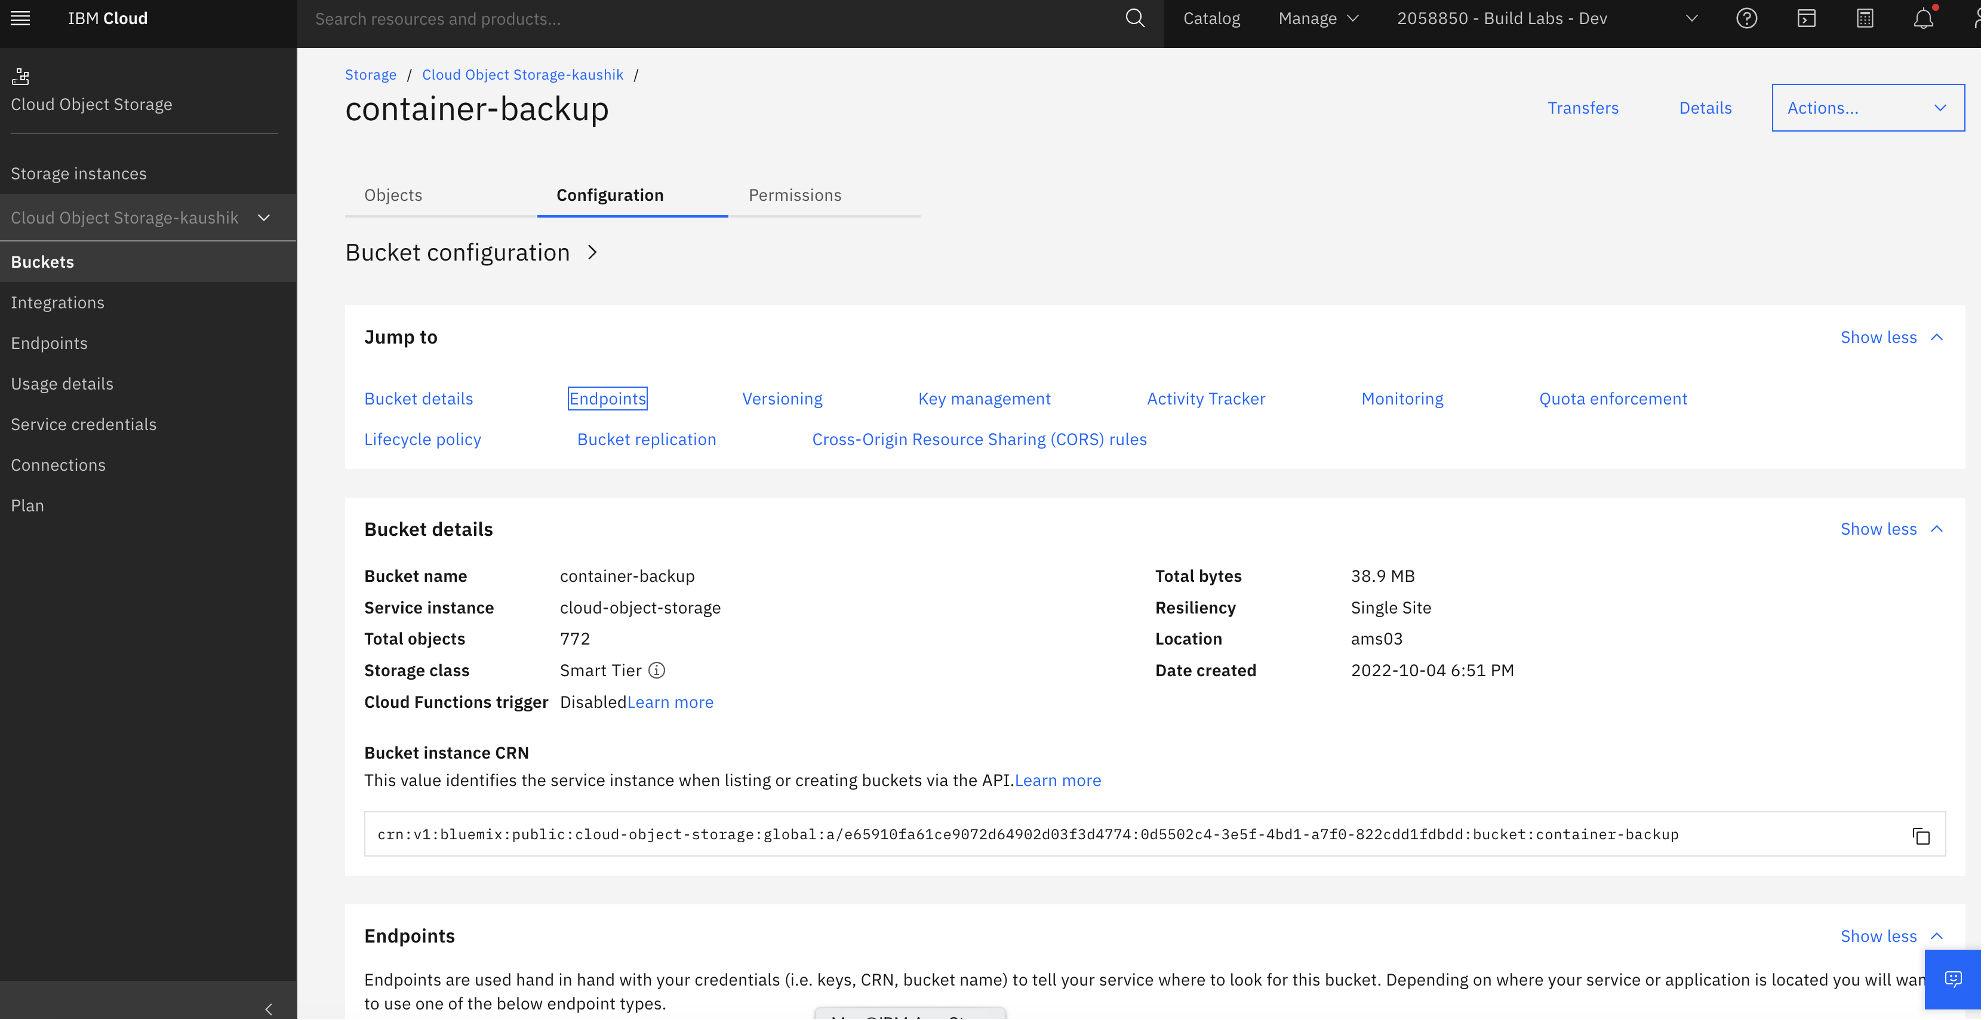 IBM Cloud
Search resources and products...
Catalog
Manage
2058850 - Build Labs - Dev
Cloud Object Storage
Storage instances
Cloud Object Storage-kaushik
Buckets
Integrations
Endpoints
Usage details
Service credentials
Connections
Plan
Storage / Cloud Object Storage-kaushik /
container-backup
Transfers
Details
Actions...
Objects
Configuration
Permissions
Bucket configuration
Jump to
Show less
Bucket details
Endpoints
Versioning
Key management
Activity Tracker
Monitoring
Quota enforcement
Lifecycle policy
Bucket replication
Cross-Origin Resource Sharing (CORS) rules
Bucket details
Show less
Bucket name container-backup
Service instance cloud-object-storage
Total objects 772
Storage class Smart Tier
Cloud Functions trigger DisabledLearn more
Total bytes 38.9 MB
Resiliency Single Site
Location ams03
Date created 2022-10-04 6:51 PM
Bucket instance CRN
This value identifies the service instance when listing or creating buckets via the API.Learn more
crn:v1:bluemix:public:cloud-object-storage:global:a/e65910fa61ce9072d64902d03f3d4774:0d5502c4-3e5f-4bd1-a7f0-822cdd1fdbdd:bucket:container-backup
Endpoints
Show less
Endpoints are used hand in hand with your credentials (i.e. keys, CRN, bucket name) to tell your service where to look for this bucket. Depending on where your service or application is located you will wan
to use one of the below endpoint types.